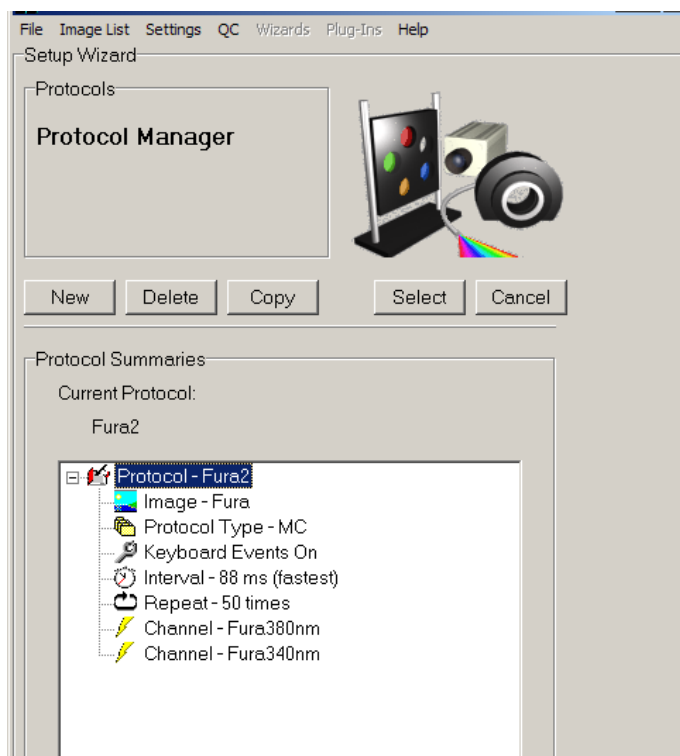 File Image List Settings QC Wizards Plug-Ins Help
Setup Wizard
Protocols
Protocol Manager
New Delete Copy Select Cancel
Protocol Summaries
Current Protocol:
Fura2
Protocol - Fura2
Image - Fura
Protocol Type - MC
Keyboard Events On
Interval - 88 ms (fastest)
Repeat - 50 times
Channel - Fura380nm
Channel - Fura340nm